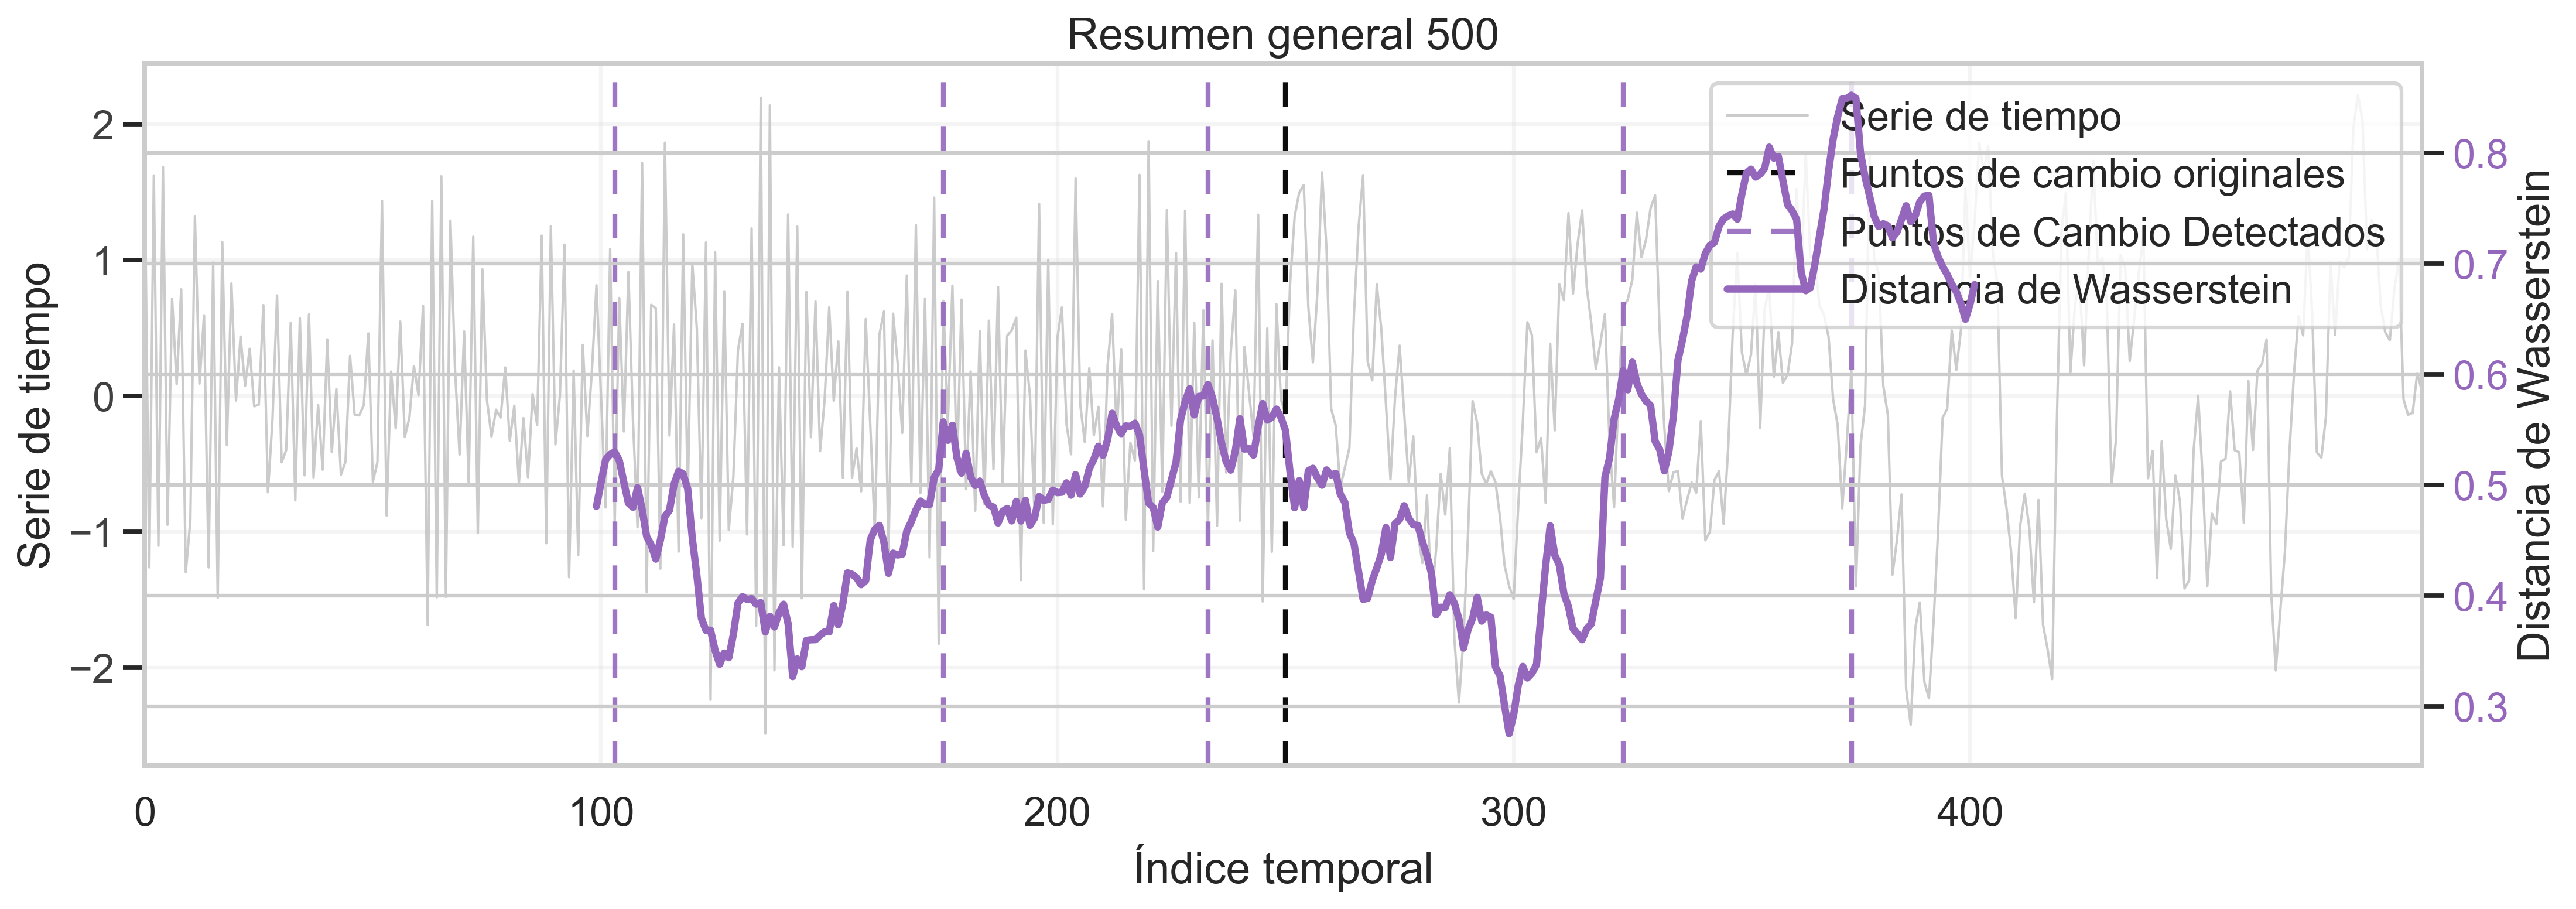 Resumen general 500
Serie de tiempo
2
1
0
−1
−2
Serie de tiempo
Puntos de cambio originales
Puntos de Cambio Detectados
Distancia de Wasserstein
0.8
0.7
0.6
0.5
0.4
0.3
Distancia de Wasserstein
0
100
200
300
400
Índice temporal